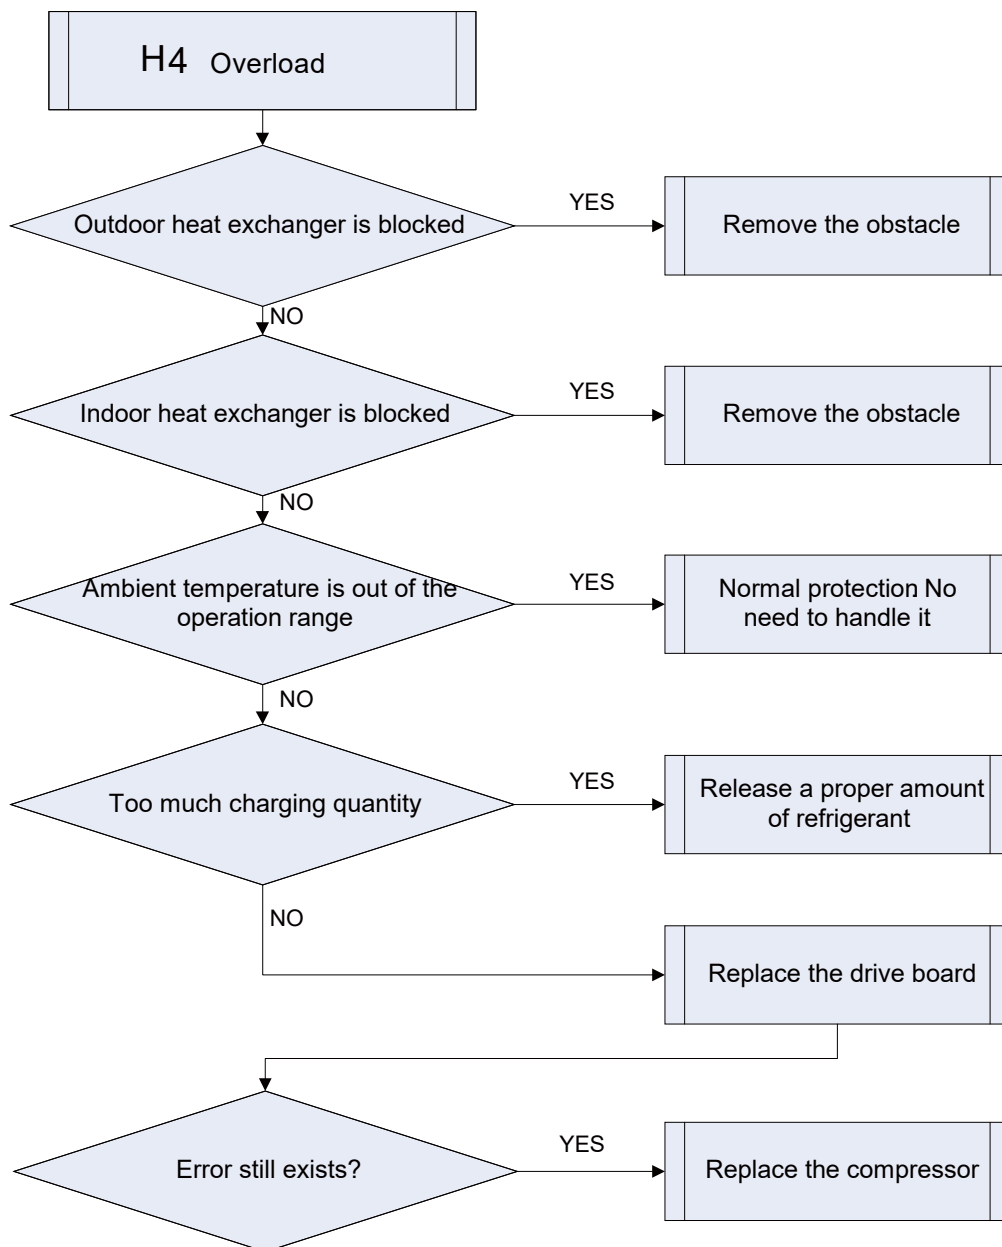 H4 Overload
Outdoor heat exchanger is blocked
YES
Remove the obstacle
NO
Indoor heat exchanger is blocked
YES
Remove the obstacle
NO
Ambient temperature is out of the
operation range
YES
Normal protection. No
need to handle it
NO
Too much charging quantity
YES
Release a proper amount
of refrigerant
NO
Replace the drive board
Error still exists?
YES
Replace the compressor